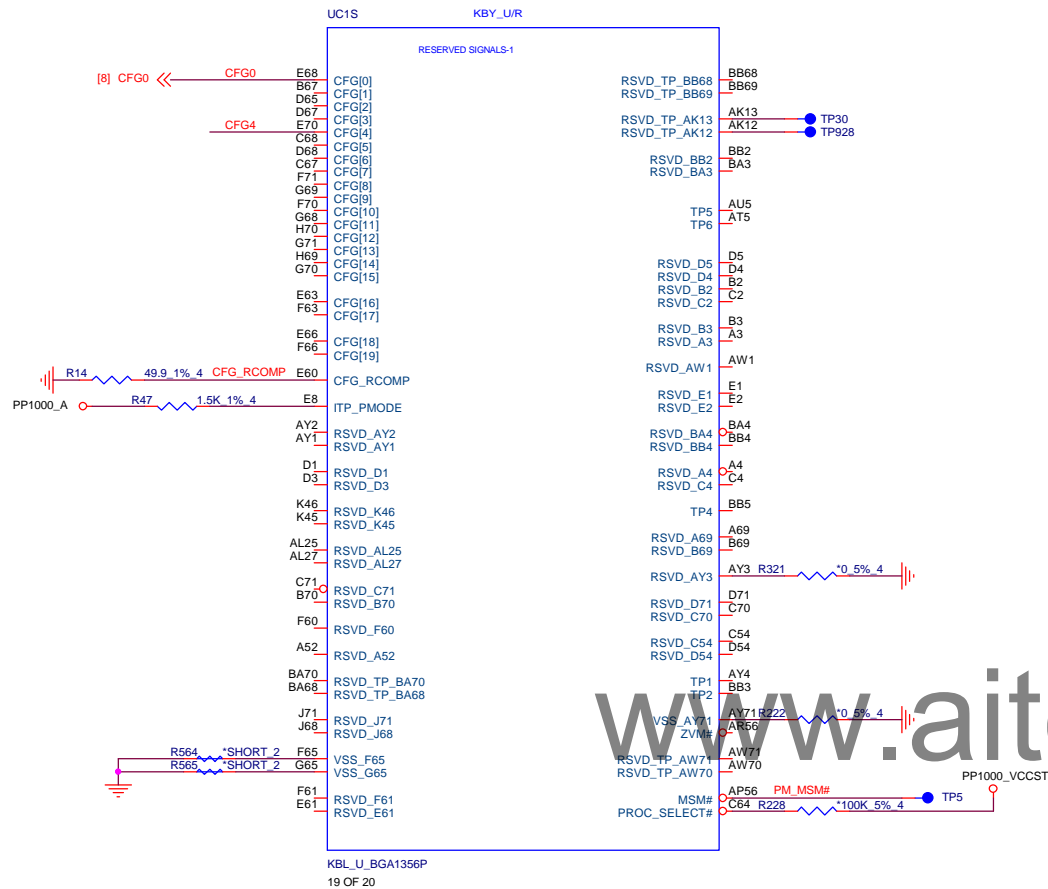 UC1S
KBY_U/R
RESERVED SIGNALS-1
[8] CFG0
CFG0
E68
CFG[0]
B67
CFG[1]
D65
CFG[2]
D67
CFG[3]
CFG4
E70
CFG[4]
C68
CFG[5]
D68
CFG[6]
C67
CFG[7]
F71
CFG[8]
G69
CFG[9]
F70
CFG[10]
G68
CFG[11]
H70
CFG[12]
G71
CFG[13]
H69
CFG[14]
G70
CFG[15]
E63
CFG[16]
F63
CFG[17]
E66
CFG[18]
F66
CFG[19]
R14
49.9_1%_4
CFG_RCOMP
E60
CFG_RCOMP
PP1000_A
R47
1.5K_1%_4
E8
ITP_PMODE
AY2
RSVD_AY2
AY1
RSVD_AY1
D1
RSVD_D1
D3
RSVD_D3
K46
RSVD_K46
K45
RSVD_K45
AL25
RSVD_AL25
AL27
RSVD_AL27
C71
RSVD_C71
B70
RSVD_B70
F60
RSVD_F60
A52
RSVD_A52
BA70
RSVD_TP_BA70
BA68
RSVD_TP_BA68
J71
RSVD_J71
J68
RSVD_J68
R564
*SHORT_2
F65
VSS_F65
R565
*SHORT_2
G65
VSS_G65
F61
RSVD_F61
E61
RSVD_E61
RSVD_TP_BB68
BB68
RSVD_TP_BB69
BB69
RSVD_TP_AK13
AK13
TP30
RSVD_TP_AK12
AK12
TP928
RSVD_BB2
BB2
RSVD_BA3
BA3
TP5
AU5
TP6
AT5
RSVD_D5
D5
RSVD_D4
D4
RSVD_B2
B2
RSVD_C2
C2
RSVD_B3
B3
RSVD_A3
A3
RSVD_AW1
AW1
RSVD_E1
E1
RSVD_E2
E2
RSVD_BA4
BA4
RSVD_BB4
BB4
RSVD_A4
A4
RSVD_C4
C4
TP4
BB5
RSVD_A69
A69
RSVD_B69
B69
RSVD_AY3
AY3
R321
*0_5%_4
RSVD_D71
D71
RSVD_C70
C70
RSVD_C54
C54
RSVD_D54
D54
TP1
AY4
TP2
BB3
VSS_AY71
AY71
R222
*0_5%_4
ZVM#
AR56
RSVD_TP_AW71
AW71
RSVD_TP_AW70
AW70
MSM#
AP56
PM_MSM#
TP5
PROC_SELECT#
C64
R228
*100K_5%_4
PP1000_VCCST
www.aite
KBL_U_BGA1356P
19 OF 20